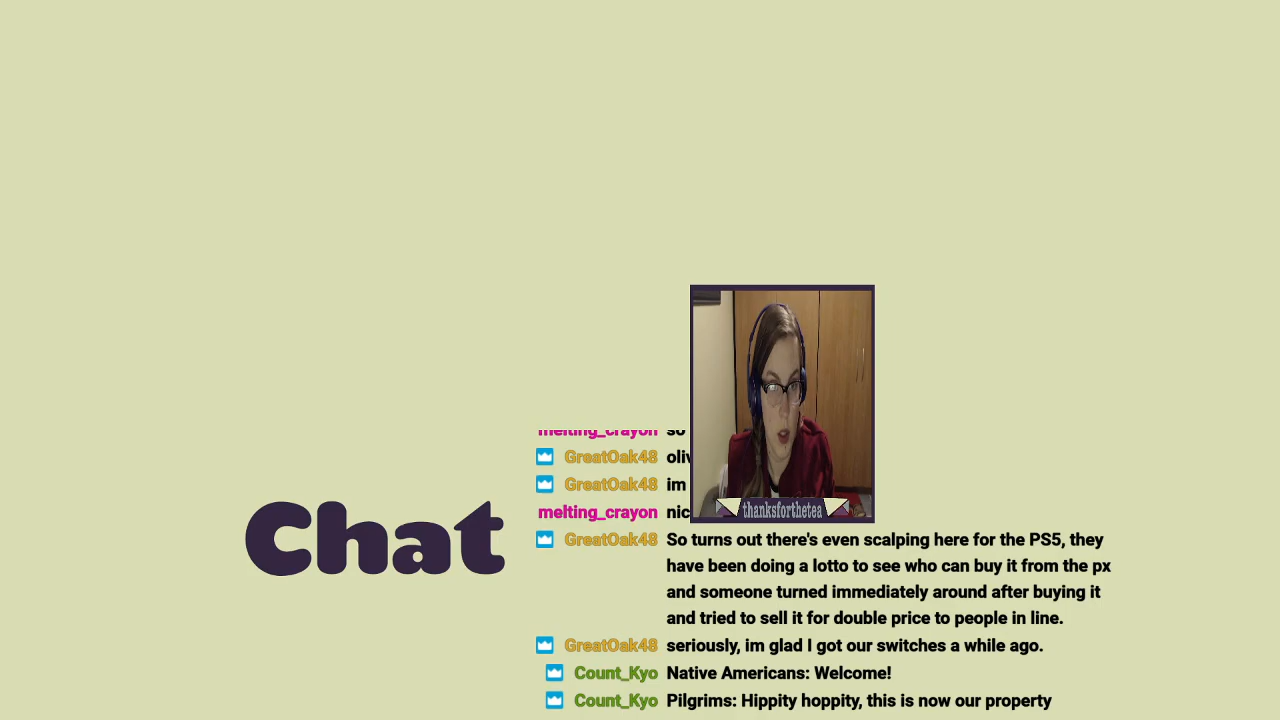 melting_crayon so
GreatOak48 oliv
GreatOak48 im
melting_crayon nic
thanksforthetea
Chat
GreatOak48 So turns out there's even scalping here for the PS5, they
have been doing a lotto to see who can buy it from the px
and someone turned immediately around after buying it
and tried to sell it for double price to people in line.
GreatOak48 seriously, im glad I got our switches a while ago.
Count_Kyo Native Americans: Welcome!
Count_Kyo Pilgrims: Hippity hoppity, this is now our property